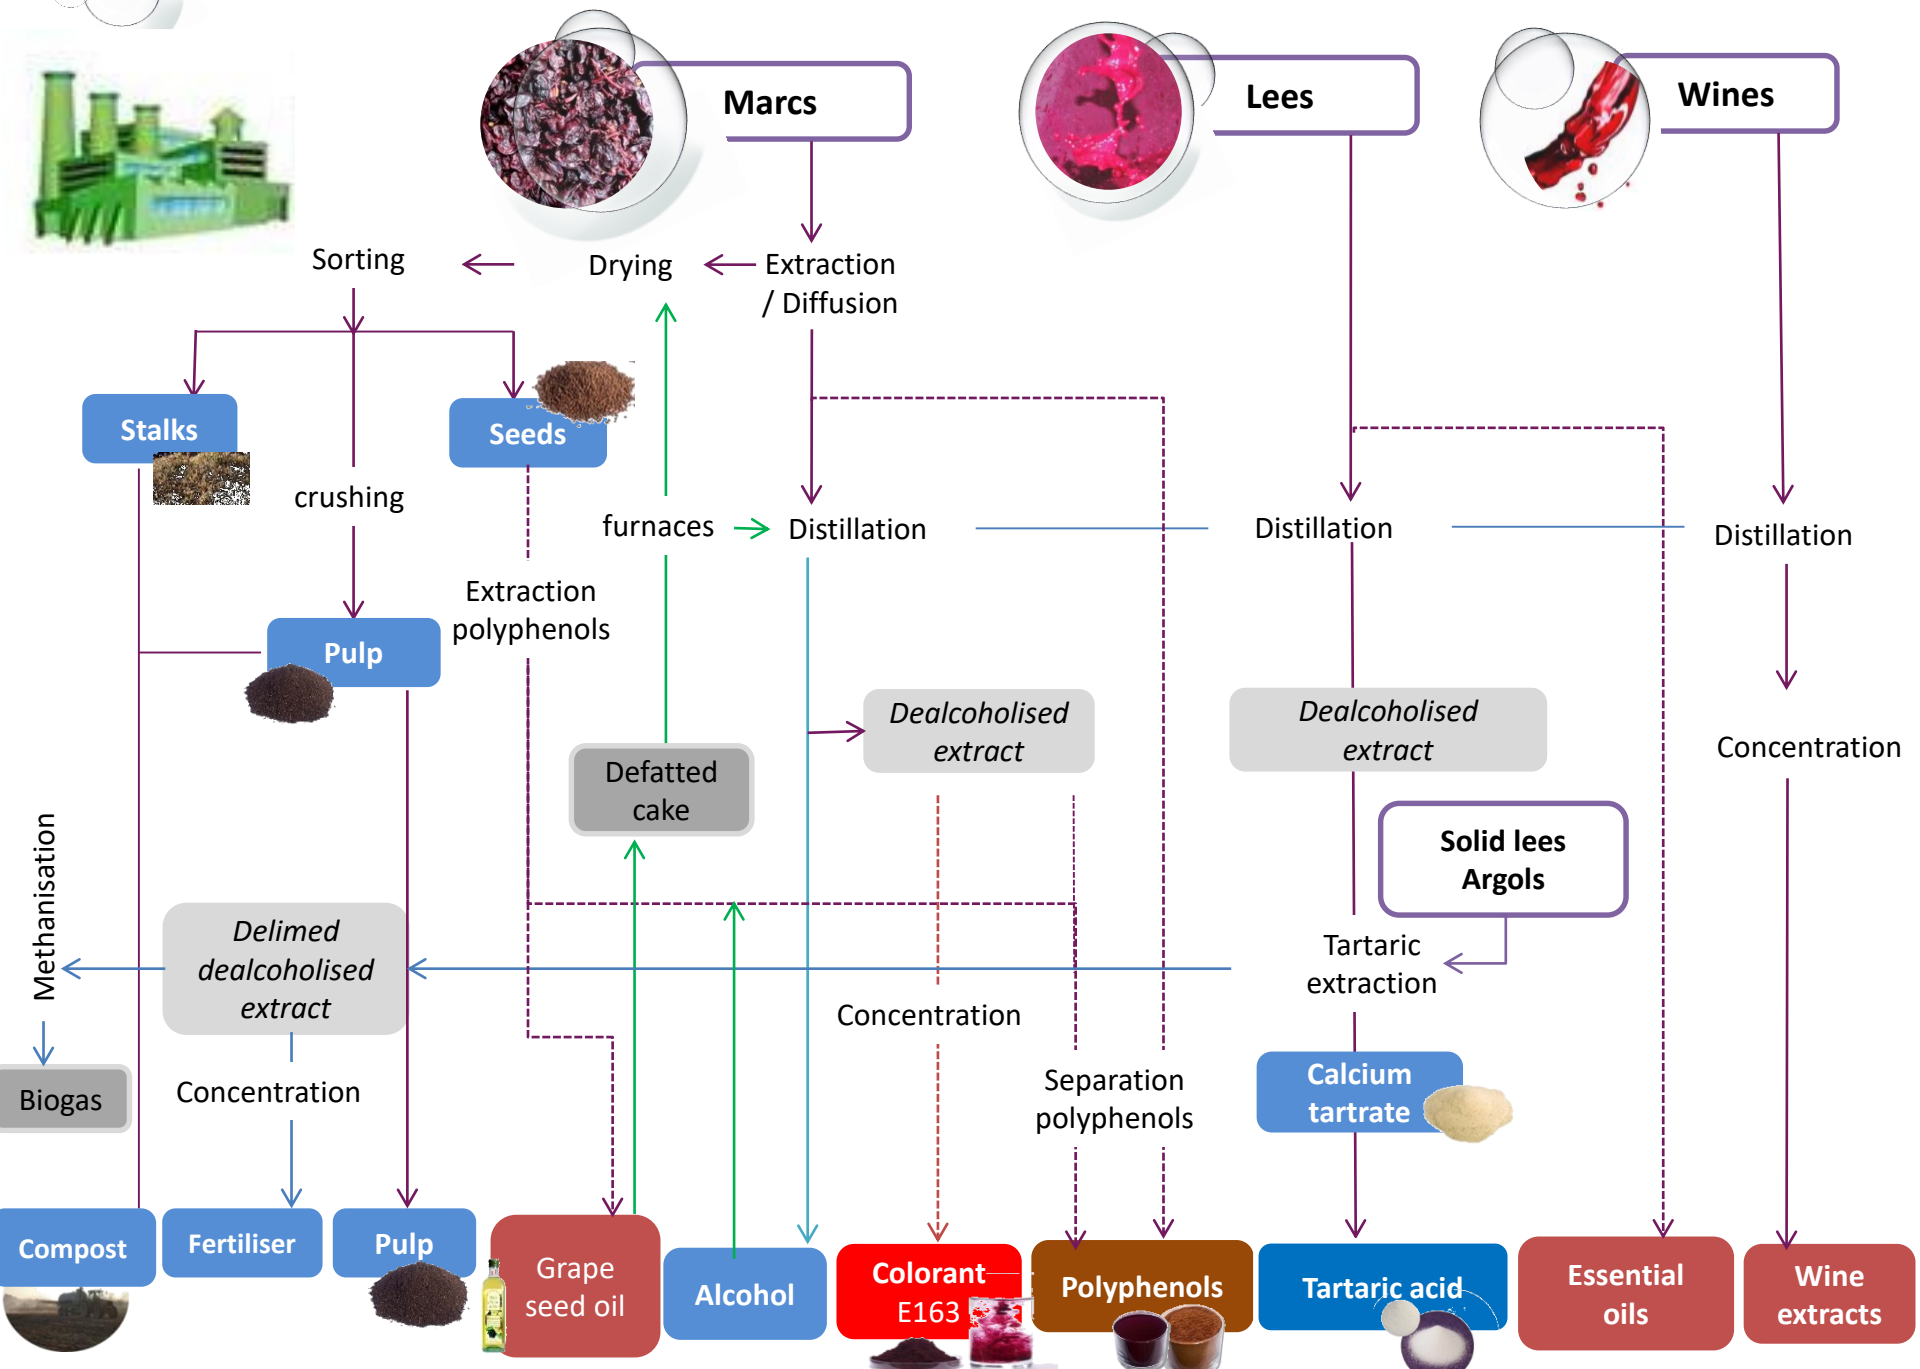 Marcs
Lees
Wines
Sorting
Drying
Extraction
/ Diffusion
Stalks
Seeds
crushing
furnaces
Distillation
Distillation
Distillation
Extraction
polyphenols
Pulp
Dealcoholised
extract
Dealcoholised
extract
Concentration
Defatted
cake
Solid lees
Argols
Methanisation
Delimed
dealcoholised
extract
Tartaric
extraction
Concentration
Biogas
Concentration
Separation
polyphenols
Calcium
tartrate
Compost
Fertiliser
Pulp
Grape
seed oil
Alcohol
Colorant
E163
Polyphenols
Tartaric acid
Essential
oils
Wine
extracts